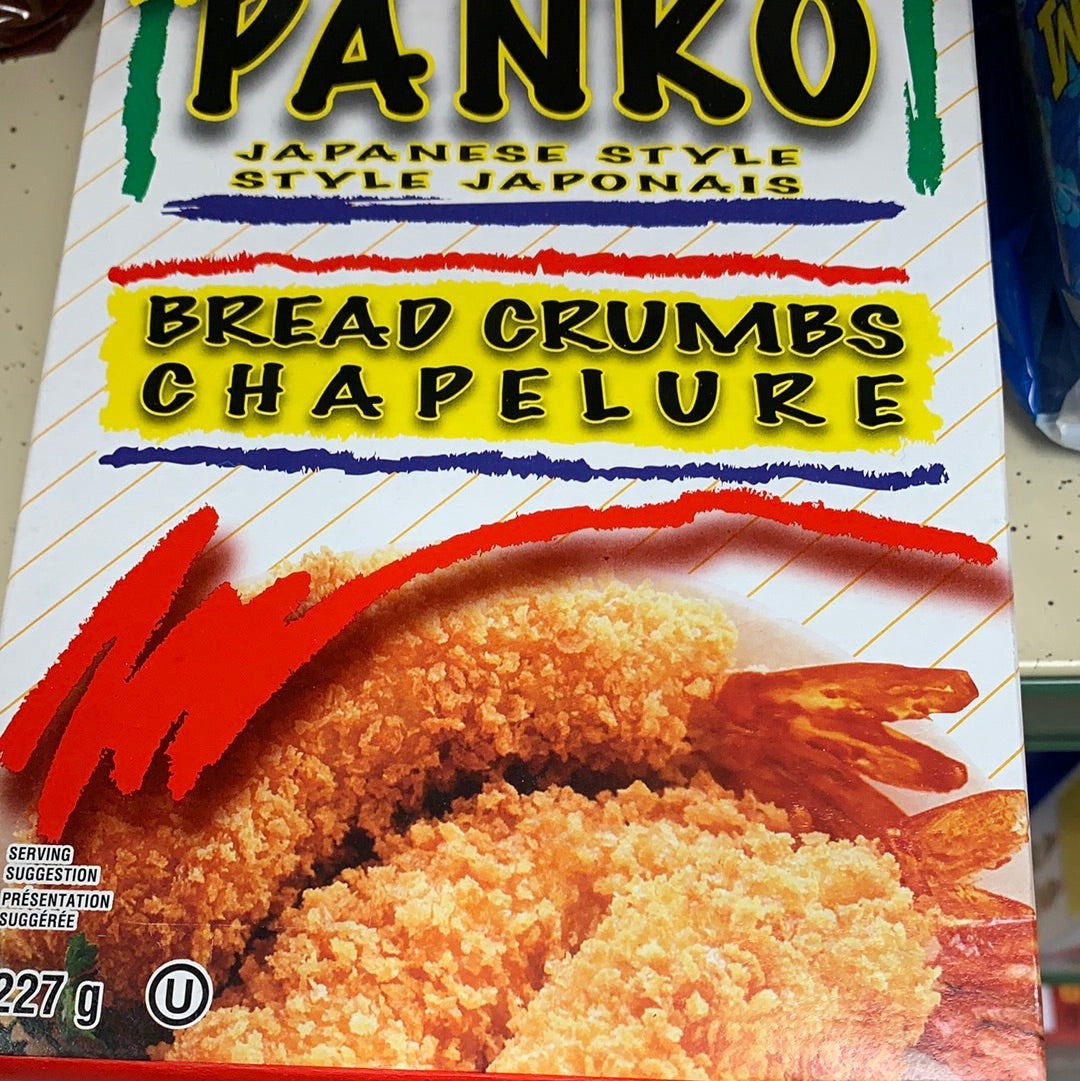 PANKO
JAPANESE STYLE
STYLE JAPONAIS
BREAD CRUMBS
CHAPELURE
SERVING
SUGGESTION
PRÉSENTATION
SUGGÉRÉE
227 g
U